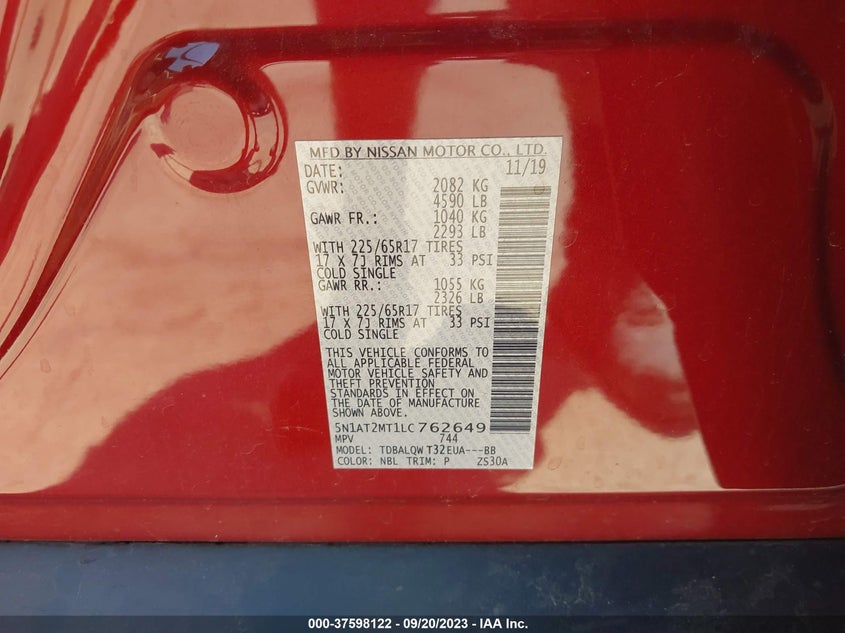 MFD.BY NISSAN MOTOR CO., LTD.
DATE: 11/19
GVWR: 2082 KG
4590 LB
GAWR FR.: 1040 KG
2293 LB
WITH 225/65R17 TIRES
17 X 7J RIMS AT 33 PSI
COLD SINGLE
GAWR RR.: 1055 KG
2326 LB
WITH 225/65R17 TIRES
17 X 7J RIMS AT 33 PSI
COLD SINGLE
THIS VEHICLE CONFORMS TO
ALL APPLICABLE FEDERAL
MOTOR VEHICLE SAFETY AND
THEFT PREVENTION
STANDARDS IN EFFECT ON
THE DATE OF MANUFACTURE
SHOWN ABOVE.
5N1AT2MT1LC 762649
MPV 744
MODEL: TDBALQW T32EUA---BB
COLOR: NBL TRIM: P ZS30A
000-37598122 - 09/20/2023 - IAA Inc.